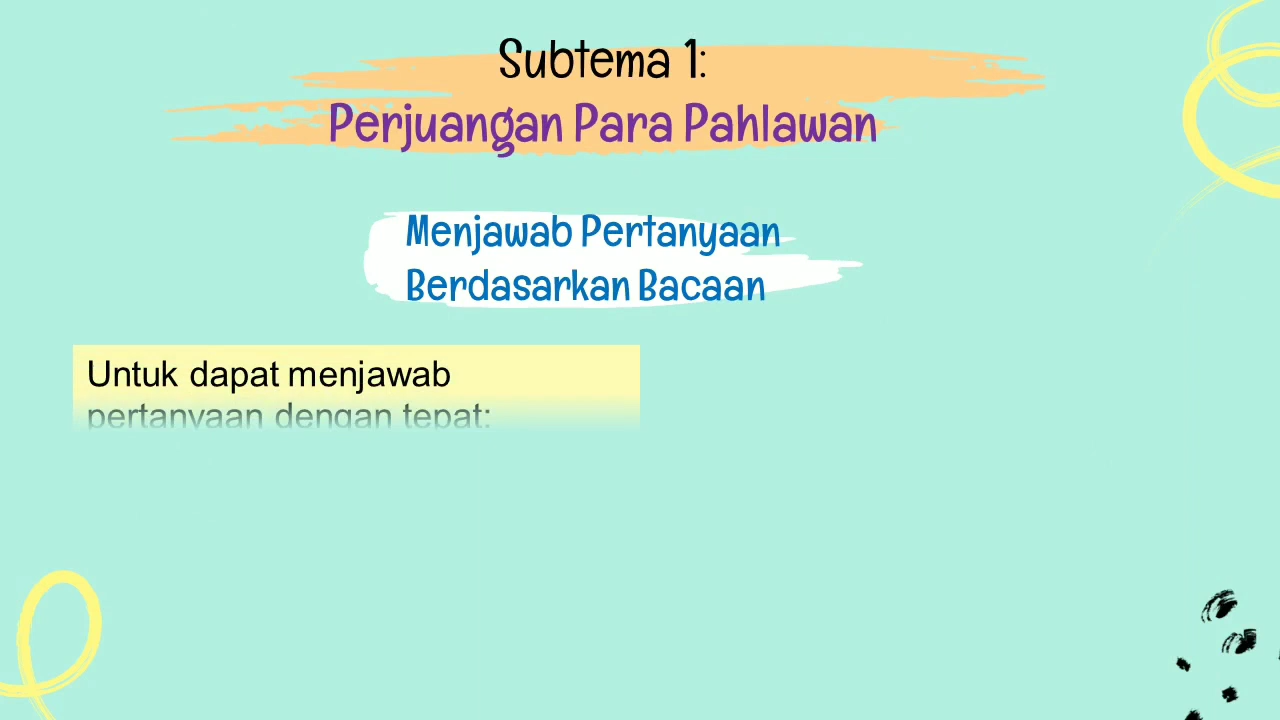 Subtema 1:
Perjuangan Para Pahlawan
Menjawab Pertanyaan
Berdasarkan Bacaan
Untuk dapat menjawab
pertanyaan dengan tepat: